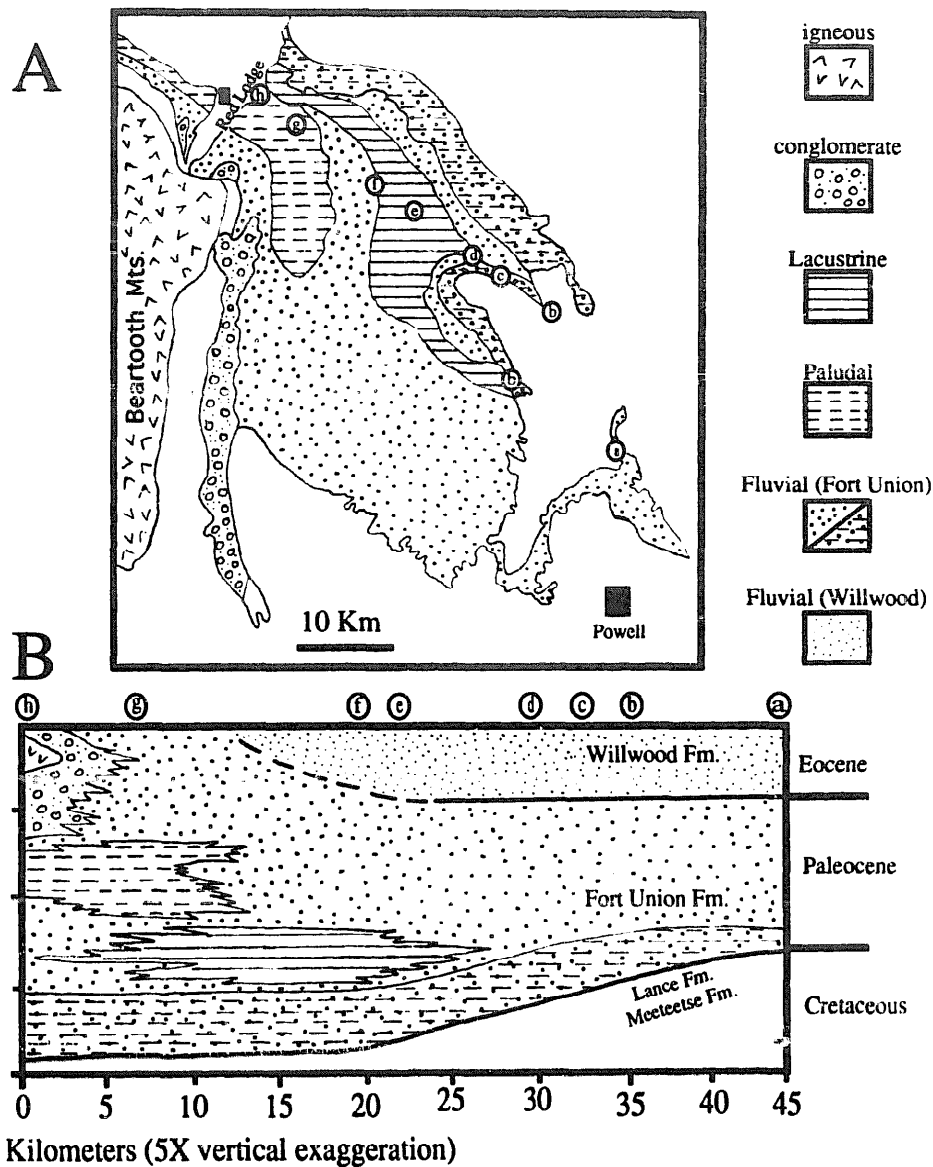 A
igneous
conglomerate
Lacustrine
Paludal
Fluvial (Fort Union)
Fluvial (Willwood)
Red Lodge
h
g
f
e
d
c
b
b
a
Beartooth Mts.
10 Km
Powell
B
h g f e d c b a
Willwood Fm.
Eocene
Fort Union Fm.
Paleocene
Lance Fm.
Meeteetse Fm.
Cretaceous
0 5 10 15 20 25 30 35 40 45
Kilometers (5X vertical exaggeration)